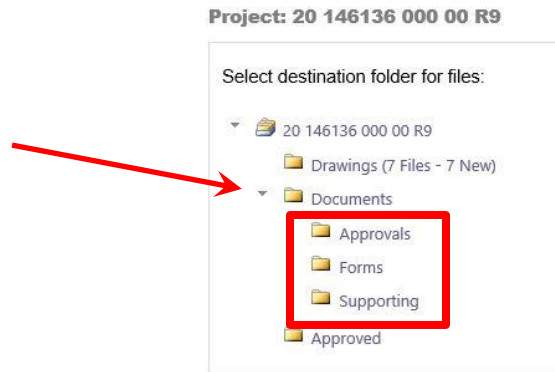 Project: 20 146136 000 00 R9
Select destination folder for files:
20 146136 000 00 R9
Drawings (7 Files - 7 New)
Documents
Approvals
Forms
Supporting
Approved